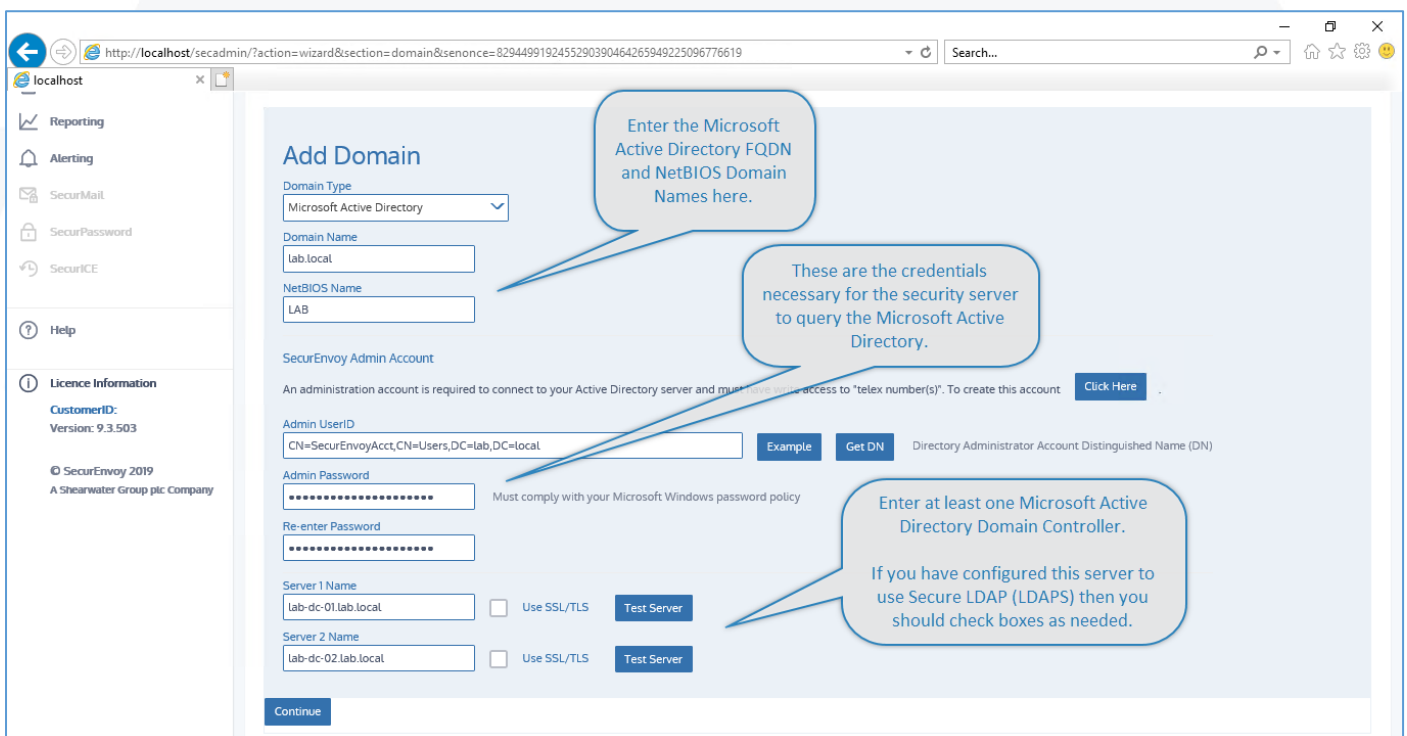 http://localhost/secadmin/?action=wizard&section=domain&senonce=82944991924552903904642659492250967766​19
Search...
localhost
Reporting
Alerting
SecurMail
SecurPassword
SecurICE
Help
Licence Information
CustomerID:
Version: 9.3.503
© SecurEnvoy 2019
A Shearwater Group plc Company
Add Domain
Domain Type
Microsoft Active Directory
Domain Name
lab.local
NetBIOS Name
LAB
Enter the Microsoft
Active Directory FQDN
and NetBIOS Domain
Names here.
These are the credentials
necessary for the security server
to query the Microsoft Active
Directory.
SecurEnvoy Admin Account
An administration account is required to connect to your Active Directory server and must have write access to "telex number(s)". To create this account Click Here .
Admin UserID
CN=SecurEnvoyAcct,CN=Users,DC=lab,DC=local Example Get DN Directory Administrator Account Distinguished Name (DN)
Admin Password
Must comply with your Microsoft Windows password policy
Re-enter Password
Enter at least one Microsoft Active
Directory Domain Controller.
If you have configured this server to
use Secure LDAP (LDAPS) then you
should check boxes as needed.
Server 1 Name
lab-dc-01.lab.local Use SSL/TLS Test Server
Server 2 Name
lab-dc-02.lab.local Use SSL/TLS Test Server
Continue